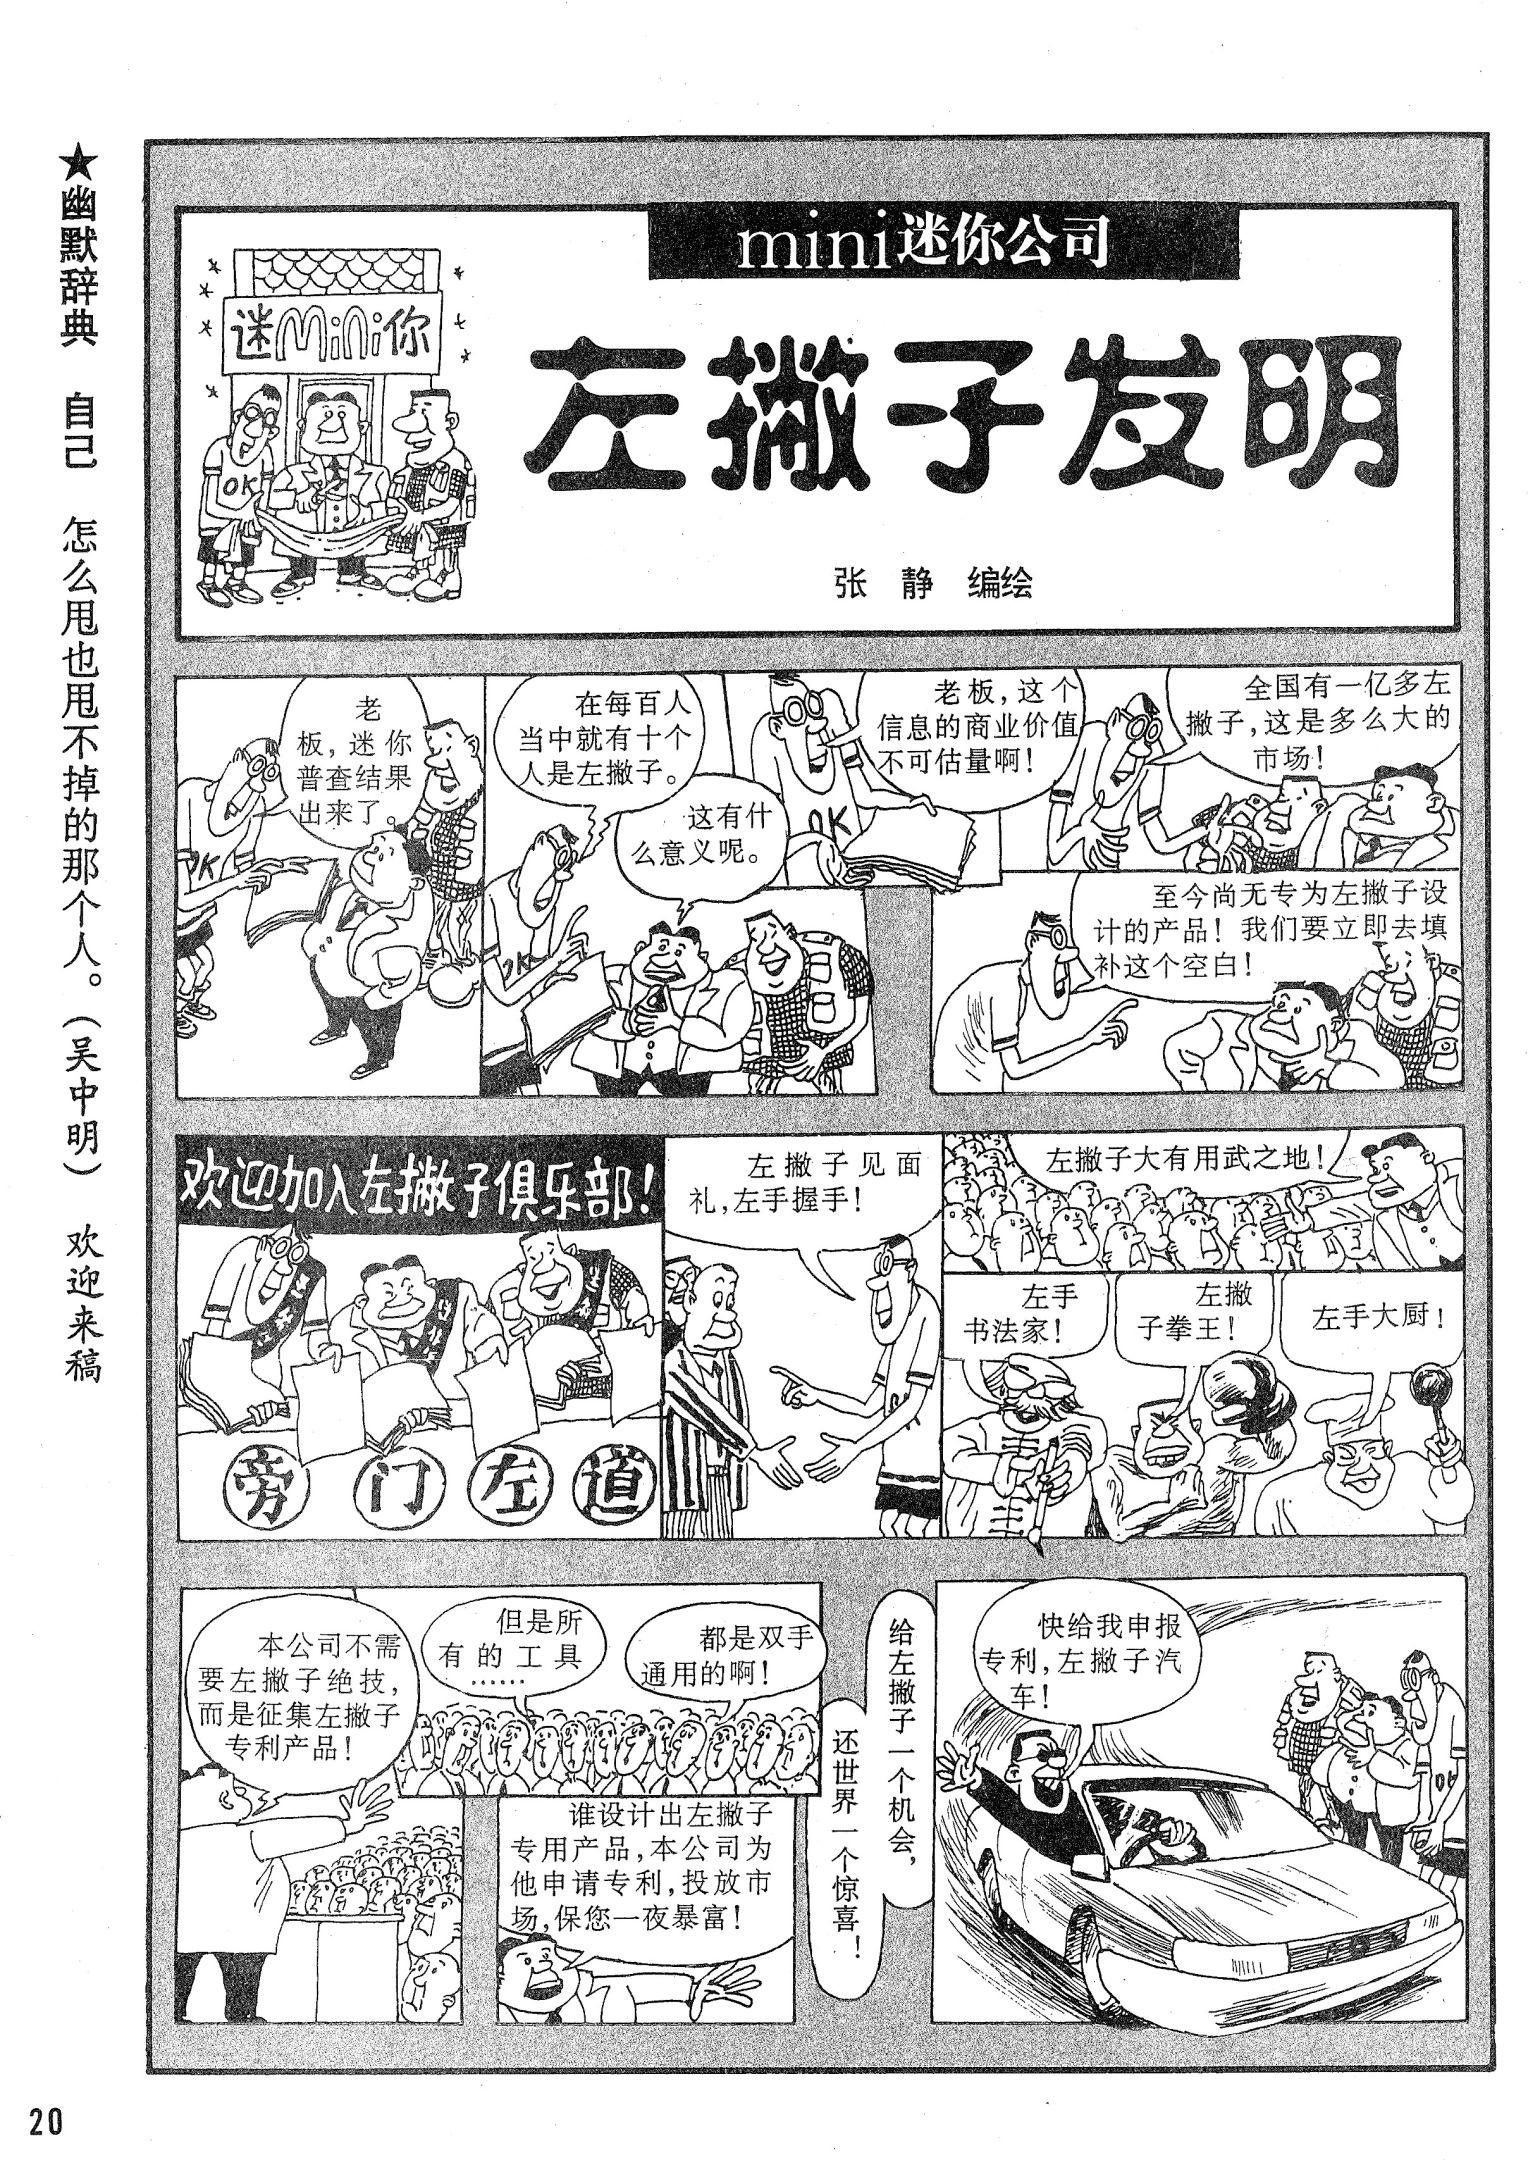 ★幽默辞典 自己 怎么甩也甩不掉的那个人。(吴中明) 欢迎来稿
mini迷你公司
迷Mini你
OK
左撇子发明
张 静 编绘
老
板,迷你
普查结果
出来了。
OK
在每百人
当中就有十个
人是左撇子。
这有什
么意义呢。
OK
老板,这个
信息的商业价值
不可估量啊!
OK
全国有一亿多左
撇子,这是多么大的
市场!
至今尚无专为左撇子设
计的产品!我们要立即去填
补这个空白!
欢迎加入左撇子俱乐部!
旁门左道
左撇子见面
礼,左手握手!
左撇子大有用武之地!
左手
书法家!
左撇
子拳王!
左手大厨!
本公司不需
要左撇子绝技,
而是征集左撇子
专利产品!
但是所
有的工具
……
都是双手
通用的啊!
谁设计出左撇子
专用产品,本公司为
他申请专利,投放市
场,保您一夜暴富!
给左撇子一个机会,
还世界一个惊喜!
快给我申报
专利,左撇子汽
车!
OK
20